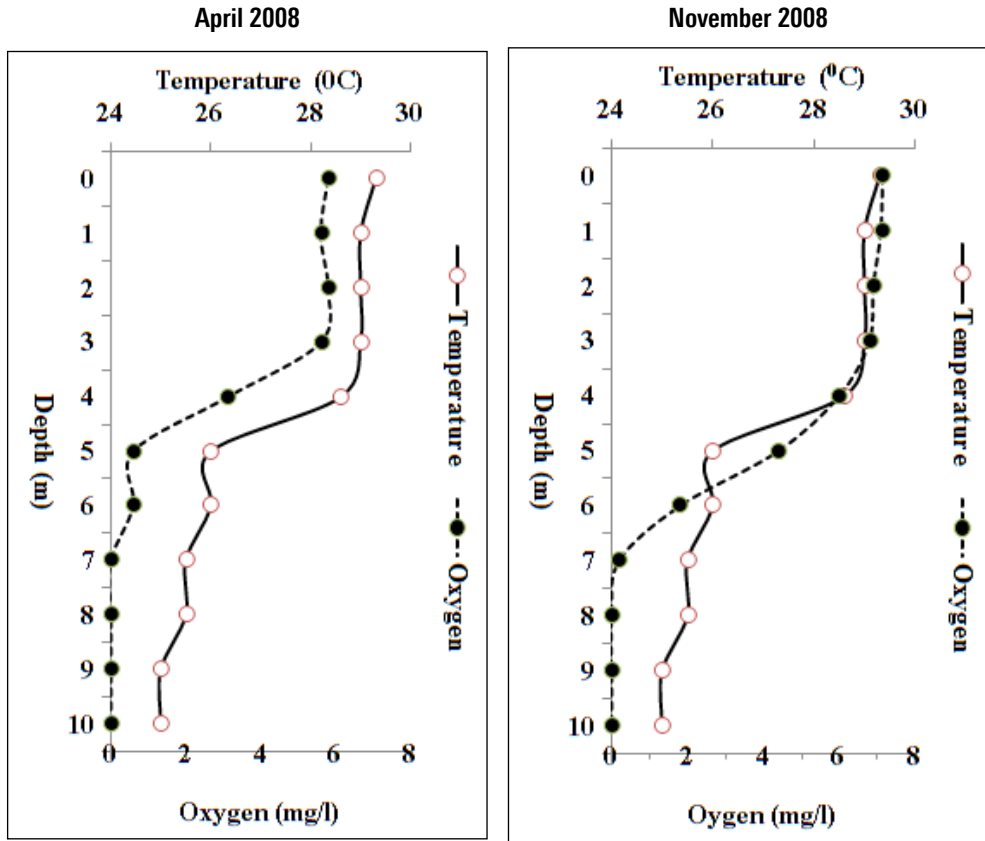 April 2008
Temperature (0C)
24 26 28 30
0
1
2
3
4
5
6
7
8
9
10
Depth (m)
0 2 4 6 8
Oxygen (mg/l)
Temperature
Oxygen
November 2008
Temperature (⁰C)
24 26 28 30
0
1
2
3
4
5
6
7
8
9
10
Depth (m)
0 2 4 6 8
Oygen (mg/l)
Temperature
Oxygen